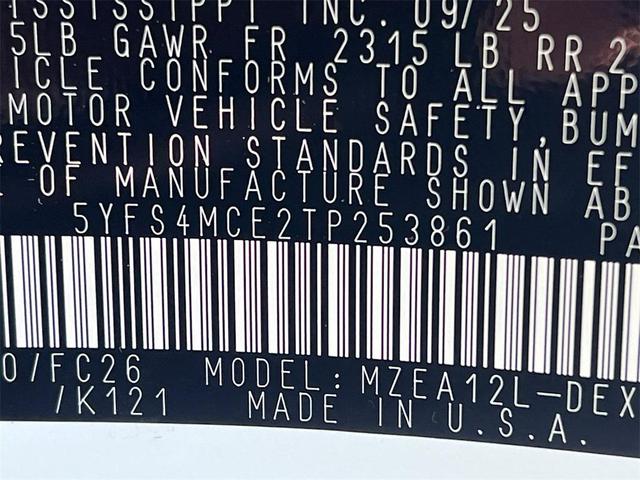 ISSISSIPPI INC. 09/25
5LB GAWR FR 2315 LB RR 2
ICLE CONFORMS TO ALL APP
MOTOR VEHICLE SAFETY, BUM
REVENTION STANDARDS IN EF
OF MANUFACTURE SHOWN AB
5YFS4MCE2TP253861 PA
0/FC26 MODEL: MZEA12L-DEX
/K121 MADE IN U.S.A.